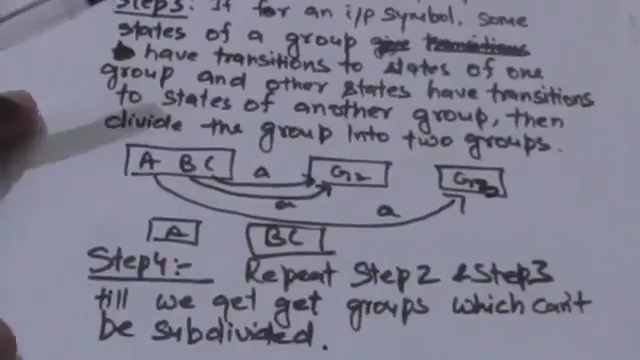 Step3: If for an i/p symbol, some
states of a group
have transitions to states of one
group and other states have transitions
to states of another group, then
divide the group into two groups.
A BC a G2 G3
a
a
A BC
Step4:- Repeat Step2 & Step3
till we get get groups which can't
be subdivided.